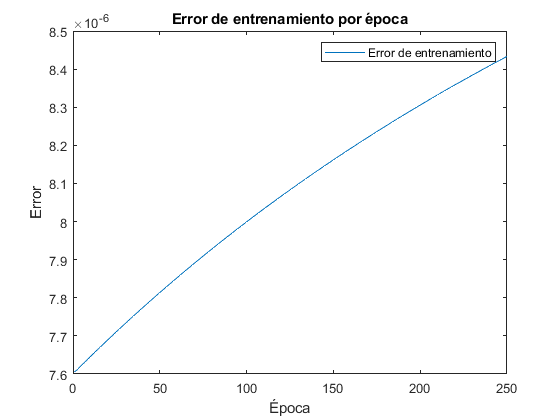 Error de entrenamiento por época
×10-6
8.5
8.4
8.3
8.2
8.1
8
7.9
7.8
7.7
7.6
Error
Error de entrenamiento
0 50 100 150 200 250
Época